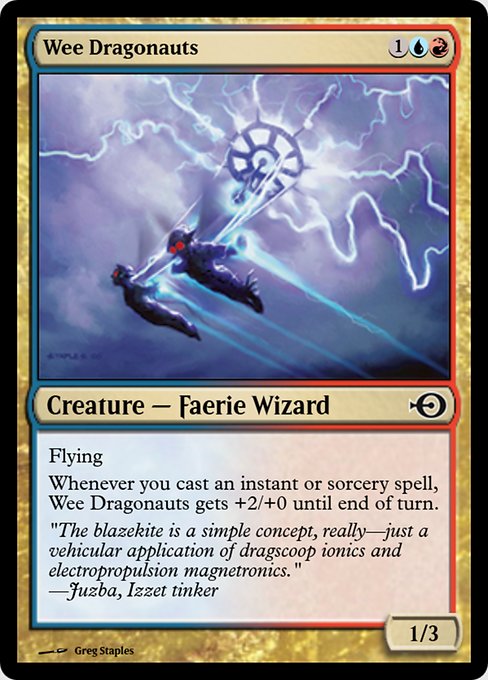 Wee Dragonauts 1
Creature — Faerie Wizard
Flying
Whenever you cast an instant or sorcery spell,
Wee Dragonauts gets +2/+0 until end of turn.
"The blazekite is a simple concept, really—just a
vehicular application of dragscoop ionics and
electropulsion magnetronics."
—Juzba, Izzet tinker
1/3
Greg Staples